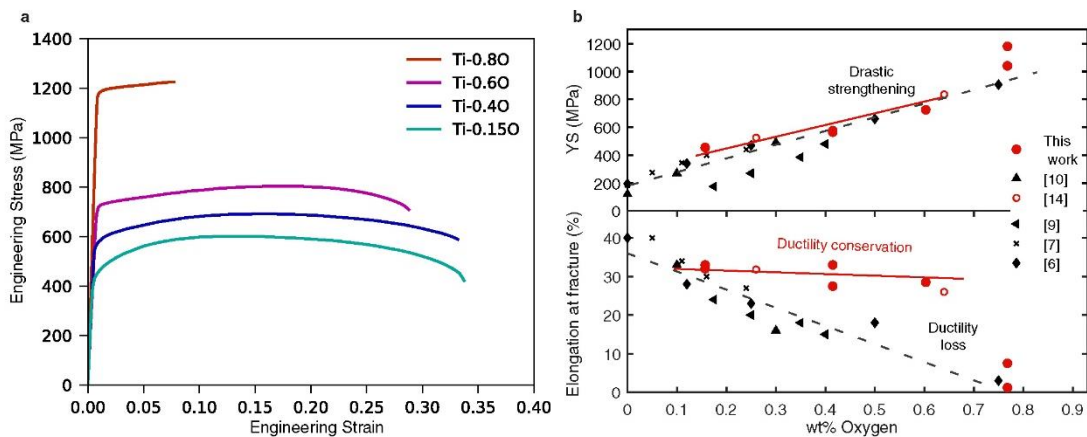 a
1400
1200
1000
800
600
400
200
0
Engineering Stress (MPa)
0.00 0.05 0.10 0.15 0.20 0.25 0.30 0.35 0.40
Engineering Strain
Ti-0.8O
Ti-0.6O
Ti-0.4O
Ti-0.15O
b
1200
1000
800
600
400
200
0
YS (MPa)
Drastic
strengthening
40
30
20
10
0
Elongation at fracture (%)
Ductility conservation
Ductility
loss
0 0.1 0.2 0.3 0.4 0.5 0.6 0.7 0.8 0.9
wt% Oxygen
This
work
[10]
[14]
[9]
[7]
[6]